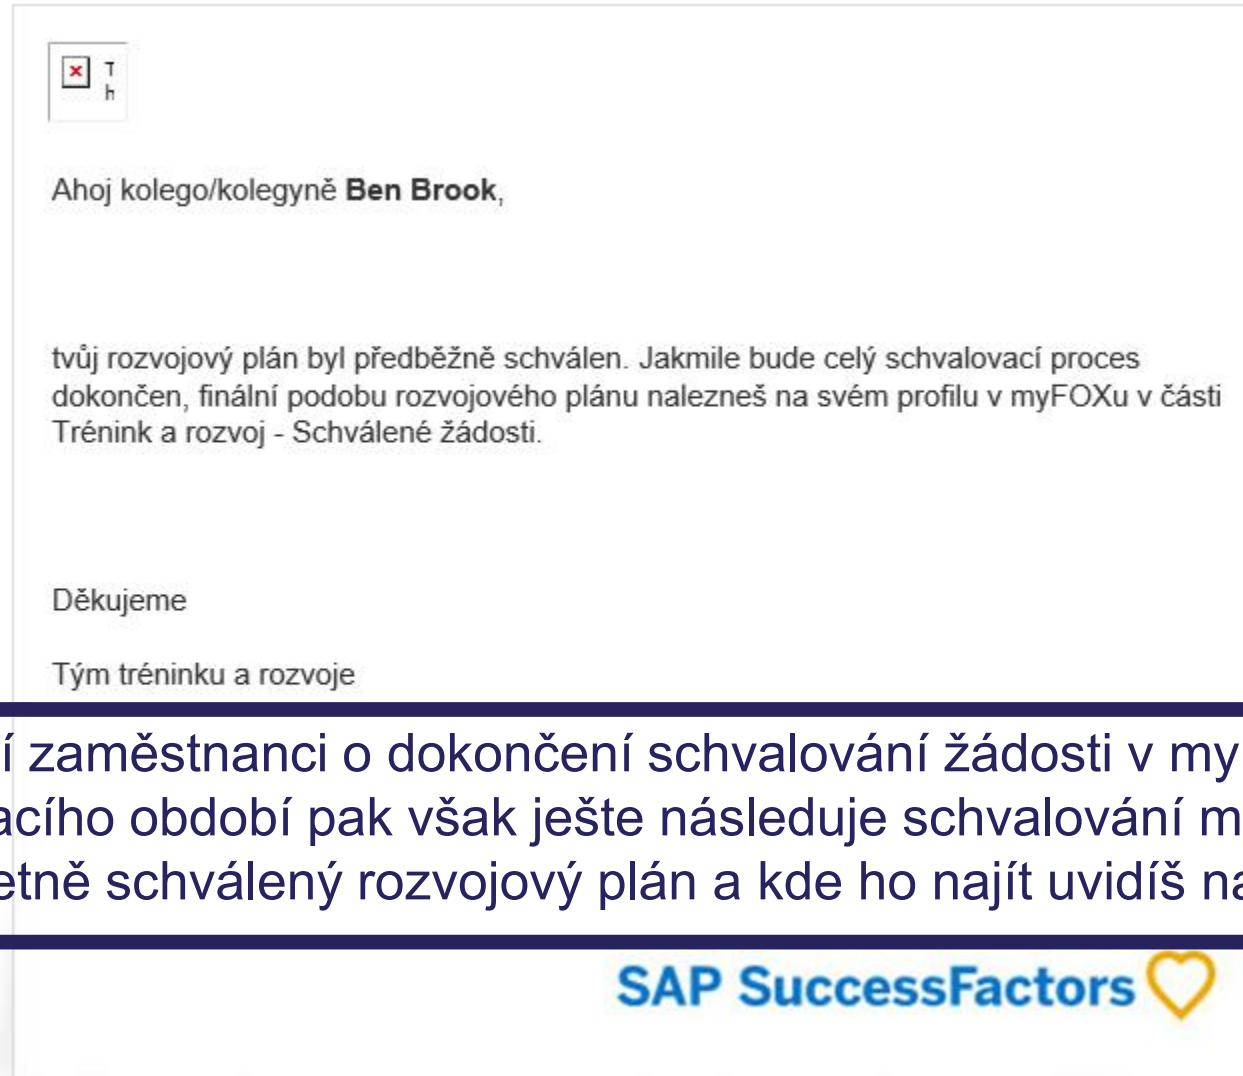 T
h
Ahoj kolego/kolegyně Ben Brook,
tvůj rozvojový plán byl předběžně schválen. Jakmile bude celý schvalovací proces
dokončen, finální podobu rozvojového plánu nalezneš na svém profilu v myFOXu v části
Trénink a rozvoj - Schválené žádosti.
Děkujeme
Tým tréninku a rozvoje
í zaměstnanci o dokončení schvalování žádosti v my
acího období pak však ješte následuje schvalování m
etně schválený rozvojový plán a kde ho najít uvidíš na
SAP SuccessFactors